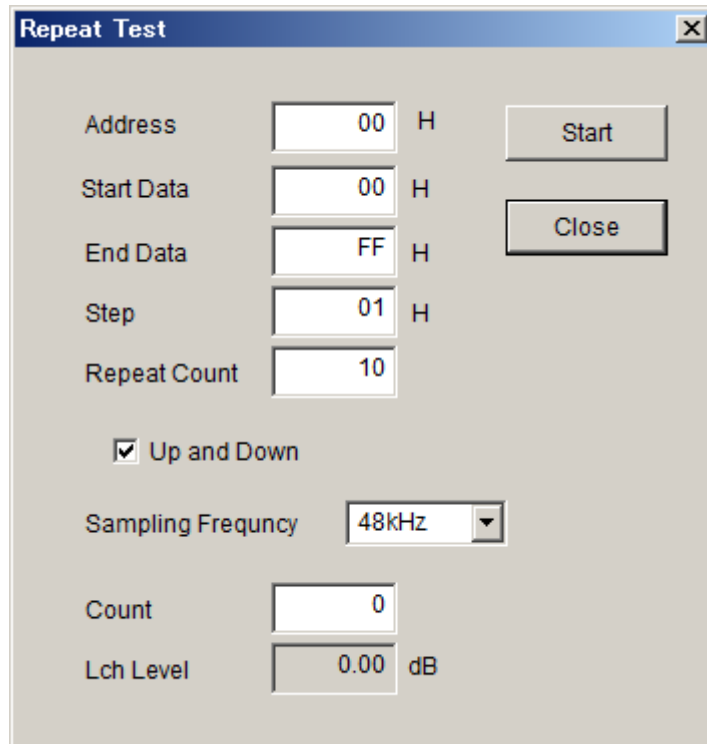 Repeat Test
Address 00 H Start
Start Data 00 H
Close
End Data FF H
Step 01 H
Repeat Count 10
Up and Down
Sampling Frequncy 48kHz
Count 0
Lch Level 0.00 dB